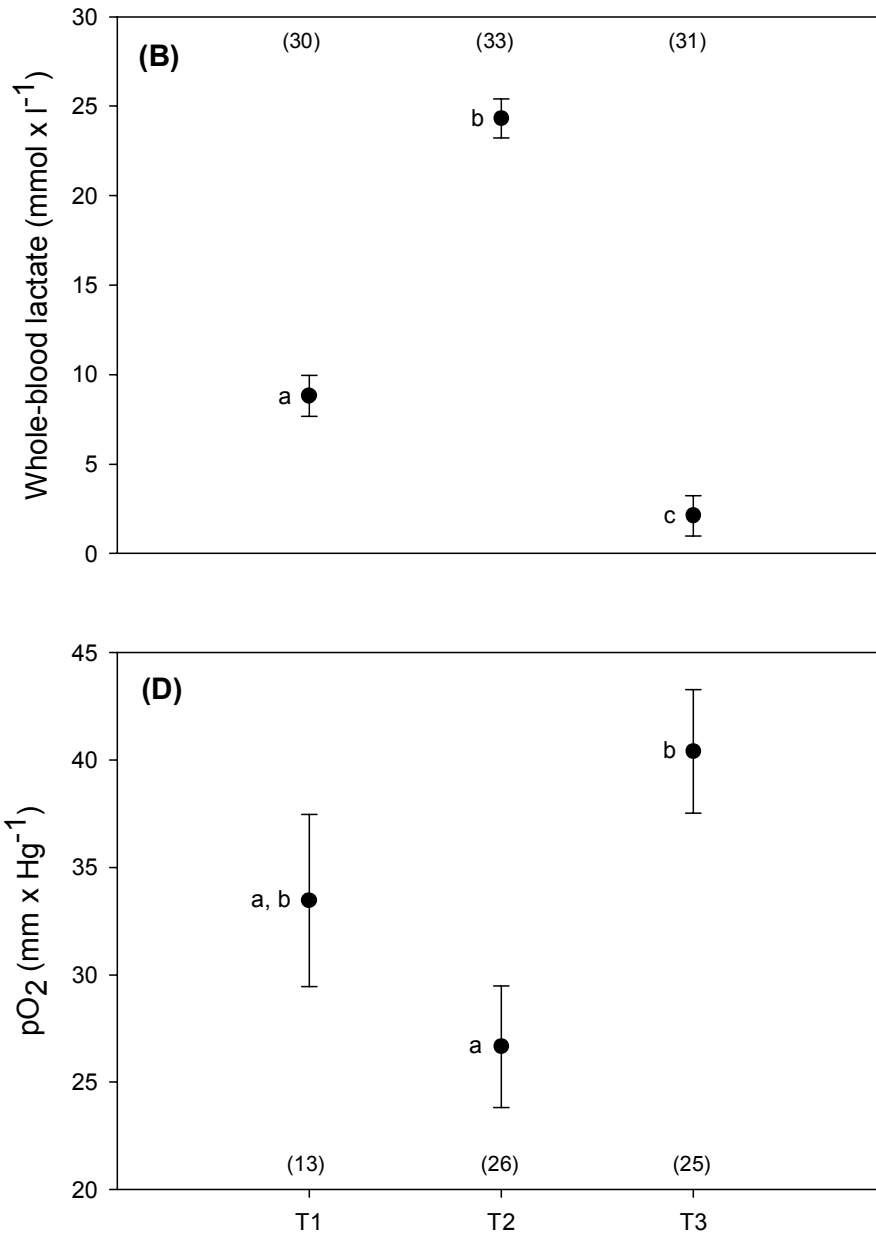 (B)
(30) (33) (31)
Whole-blood lactate (mmol x l⁻¹)
30
25
20
15
10
5
0
b
a
c
(D)
pO₂ (mm x Hg⁻¹)
45
40
35
30
25
20
b
a, b
a
(13) (26) (25)
T1 T2 T3